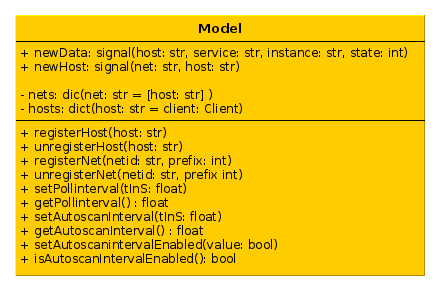 Model
+ newData: signal(host: str, service: str, instance: str, state: int)
+ newHost: signal(net: str, host: str)
- nets: dic(net: str = [host: str] )
- hosts: dict(host: str = client: Client)
+ registerHost(host: str)
+ unregisterHost(host: str)
+ registerNet(netid: str, prefix: int)
+ unregisterNet(netid: str, prefix int)
+ setPollinterval(tInS: float)
+ getPollinterval() : float
+ setAutoscanInterval(tInS: float)
+ getAutoscanInterval() : float
+ setAutoscanintervalEnabled(value: bool)
+ isAutoscanIntervalEnabled(): bool